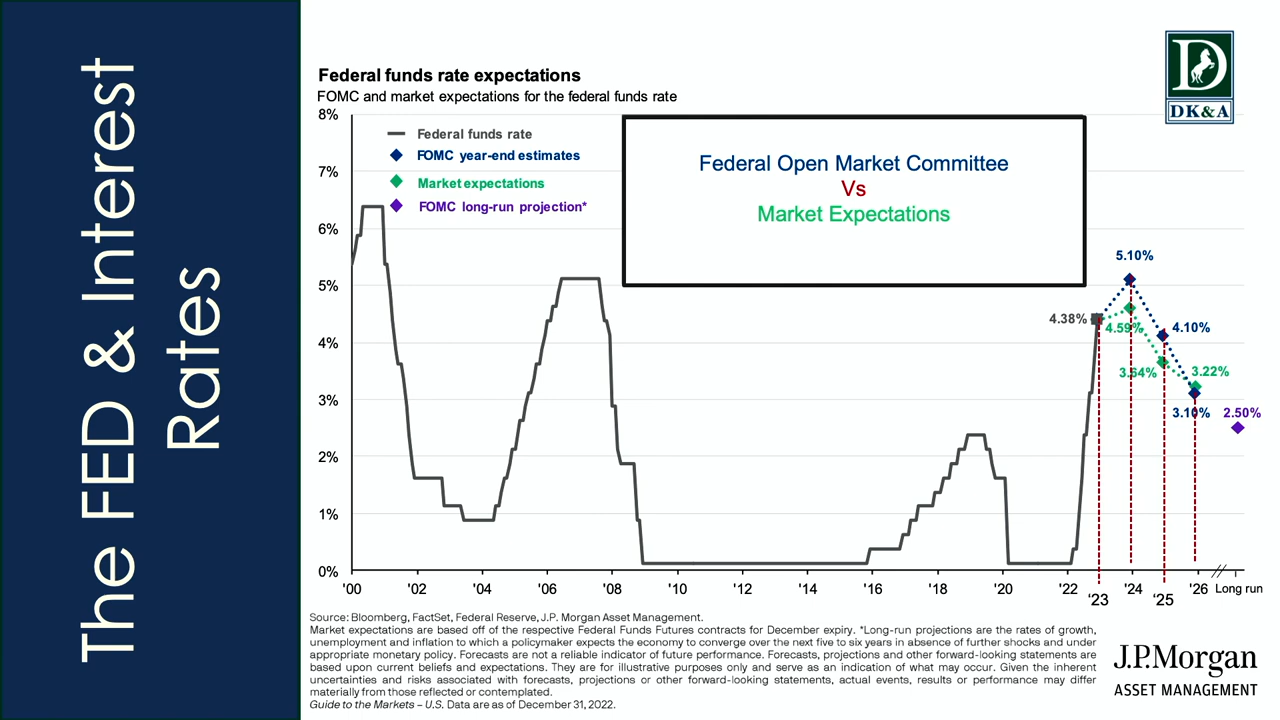 The FED & Interest
Rates
Federal funds rate expectations
FOMC and market expectations for the federal funds rate
D
DK&A
8%
7%
6%
5%
4%
3%
2%
1%
0%
Federal funds rate
FOMC year-end estimates
Market expectations
FOMC long-run projection*
Federal Open Market Committee
Vs
Market Expectations
5.10%
4.38%
4.59%
4.10%
3.64%
3.22%
3.10%
2.50%
'00 '02 '04 '06 '08 '10 '12 '14 '16 '18 '20 '22 '24 '26 Long run
'23 '25
Source: Bloomberg, FactSet, Federal Reserve, J.P. Morgan Asset Management.
Market expectations are based off of the respective Federal Funds Futures contracts for December expiry. *Long-run projections are the rates of growth,
unemployment and inflation to which a policymaker expects the economy to converge over the next five to six years in absence of further shocks and under
appropriate monetary policy. Forecasts are not a reliable indicator of future performance. Forecasts, projections and other forward-looking statements are
based upon current beliefs and expectations. They are for illustrative purposes only and serve as an indication of what may occur. Given the inherent
uncertainties and risks associated with forecasts, projections or other forward-looking statements, actual events, results or performance may differ
materially from those reflected or contemplated.
Guide to the Markets – U.S. Data are as of December 31, 2022.
J.P.Morgan
ASSET MANAGEMENT